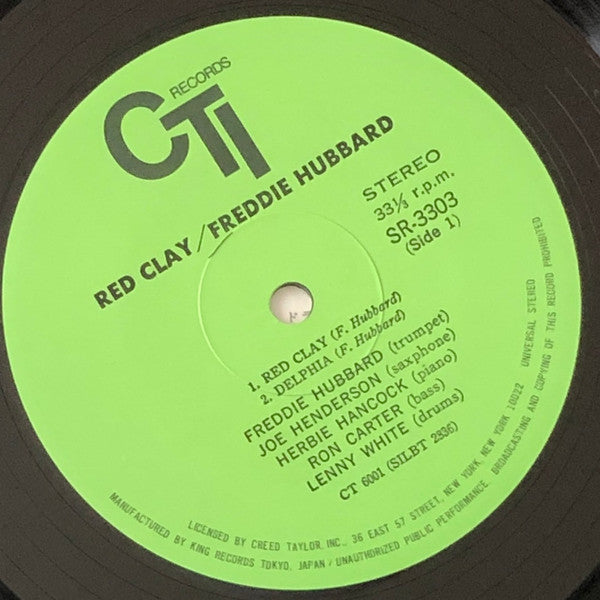 RECORDS
CTI
RED CLAY/FREDDIE HUBBARD
STEREO
33⅓ r.p.m.
SR-3303
(Side 1)
1. RED CLAY (F. Hubbard)
2. DELPHIA (F. Hubbard)
FREDDIE HUBBARD (trumpet)
JOE HENDERSON (saxphone)
HERBIE HANCOCK (piano)
RON CARTER (bass)
LENNY WHITE (drums)
CT 6001 (SILBT 2836)
LICENSED BY CREED TAYLOR, INC., 36 EAST 57 STREET, NEW YORK, NEW YORK 10022 UNIVERSAL STEREO
MANUFACTURED BY KING RECORDS TOKYO, JAPAN / UNAUTHORIZED PUBLIC PERFORMANCE, BROADCASTING AND COPYING OF THIS RECORD PROHIBITED